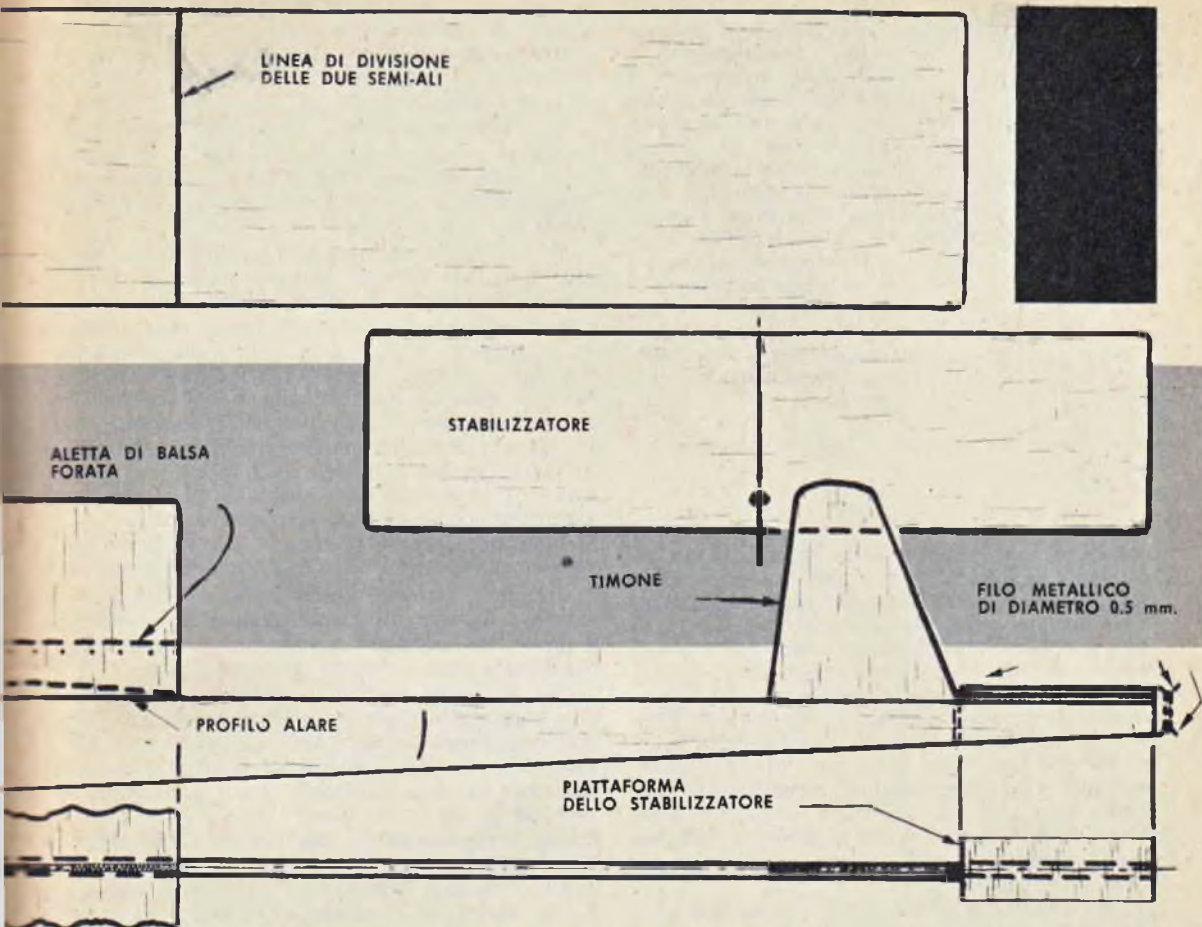 LINEA DI DIVISIONE
DELLE DUE SEMI-ALI
STABILIZZATORE
ALETTA DI BALSA
FORATA
TIMONE
FILO METALLICO
DI DIAMETRO 0.5 mm.
PROFILO ALARE
PIATTAFORMA
DELLO STABILIZZATORE